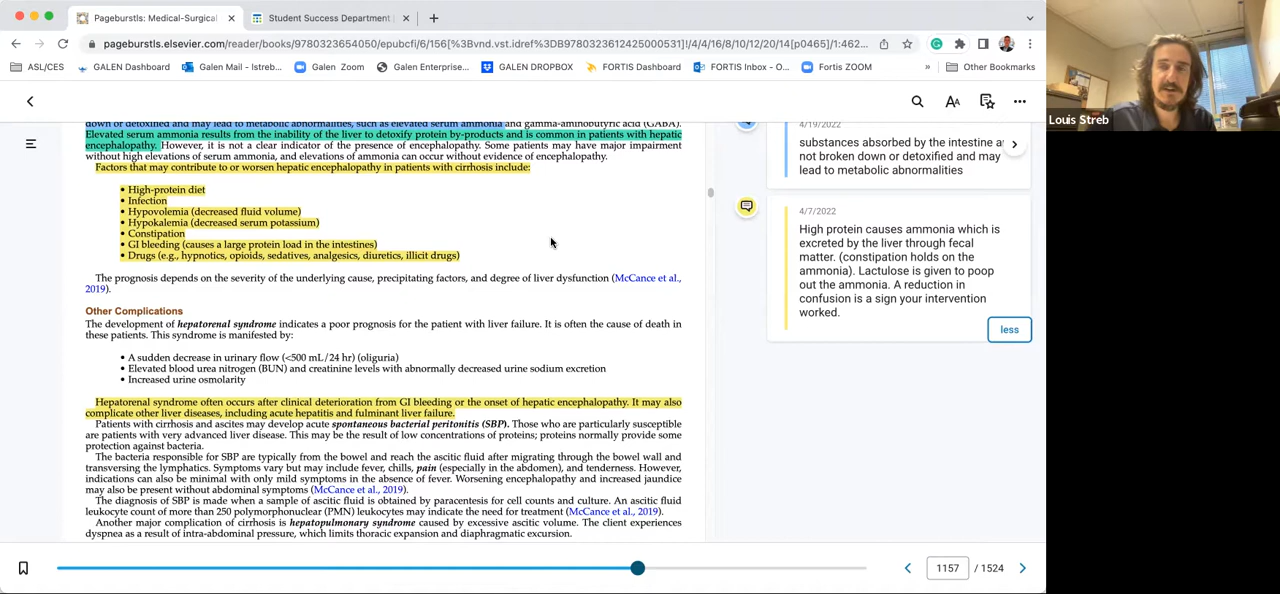 Pageburstls: Medical-Surgical
Student Success Department
pageburstls.elsevier.com/reader/books/9780323654050/epubcfi/6/156[%3Bvnd.vst.idref%3DB9780323612425000531]!/4/4/16/8/10/12/20/14[p0465]/1:462...
ASL/CES
GALEN Dashboard
Galen Mail - lstreb...
Galen Zoom
Galen Enterprise...
GALEN DROPBOX
FORTIS Dashboard
FORTIS Inbox - O...
Fortis ZOOM
»
Other Bookmarks
AA
down or detoxified and may lead to metabolic abnormalities, such as elevated serum ammonia and gamma-aminobutyric acid (GABA).
Elevated serum ammonia results from the inability of the liver to detoxify protein by-products and is common in patients with hepatic
encephalopathy. However, it is not a clear indicator of the presence of encephalopathy. Some patients may have major impairment
without high elevations of serum ammonia, and elevations of ammonia can occur without evidence of encephalopathy.
Factors that may contribute to or worsen hepatic encephalopathy in patients with cirrhosis include:
• High-protein diet
• Infection
• Hypovolemia (decreased fluid volume)
• Hypokalemia (decreased serum potassium)
• Constipation
• GI bleeding (causes a large protein load in the intestines)
• Drugs (e.g., hypnotics, opioids, sedatives, analgesics, diuretics, illicit drugs)
The prognosis depends on the severity of the underlying cause, precipitating factors, and degree of liver dysfunction (McCance et al.,
2019).
Other Complications
The development of hepatorenal syndrome indicates a poor prognosis for the patient with liver failure. It is often the cause of death in
these patients. This syndrome is manifested by:
• A sudden decrease in urinary flow (<500 mL/24 hr) (oliguria)
• Elevated blood urea nitrogen (BUN) and creatinine levels with abnormally decreased urine sodium excretion
• Increased urine osmolarity
Hepatorenal syndrome often occurs after clinical deterioration from GI bleeding or the onset of hepatic encephalopathy. It may also
complicate other liver diseases, including acute hepatitis and fulminant liver failure.
Patients with cirrhosis and ascites may develop acute spontaneous bacterial peritonitis (SBP). Those who are particularly susceptible
are patients with very advanced liver disease. This may be the result of low concentrations of proteins; proteins normally provide some
protection against bacteria.
The bacteria responsible for SBP are typically from the bowel and reach the ascitic fluid after migrating through the bowel wall and
transversing the lymphatics. Symptoms vary but may include fever, chills, pain (especially in the abdomen), and tenderness. However,
indications can also be minimal with only mild symptoms in the absence of fever. Worsening encephalopathy and increased jaundice
may also be present without abdominal symptoms (McCance et al., 2019).
The diagnosis of SBP is made when a sample of ascitic fluid is obtained by paracentesis for cell counts and culture. An ascitic fluid
leukocyte count of more than 250 polymorphonuclear (PMN) leukocytes may indicate the need for treatment (McCance et al., 2019).
Another major complication of cirrhosis is hepatopulmonary syndrome caused by excessive ascitic volume. The client experiences
dyspnea as a result of intra-abdominal pressure, which limits thoracic expansion and diaphragmatic excursion.
4/19/2022
substances absorbed by the intestine
not broken down or detoxified and may
lead to metabolic abnormalities
4/7/2022
High protein causes ammonia which is
excreted by the liver through fecal
matter. (constipation holds on the
ammonia). Lactulose is given to poop
out the ammonia. A reduction in
confusion is a sign your intervention
worked.
less
1157 / 1524
Louis Streb